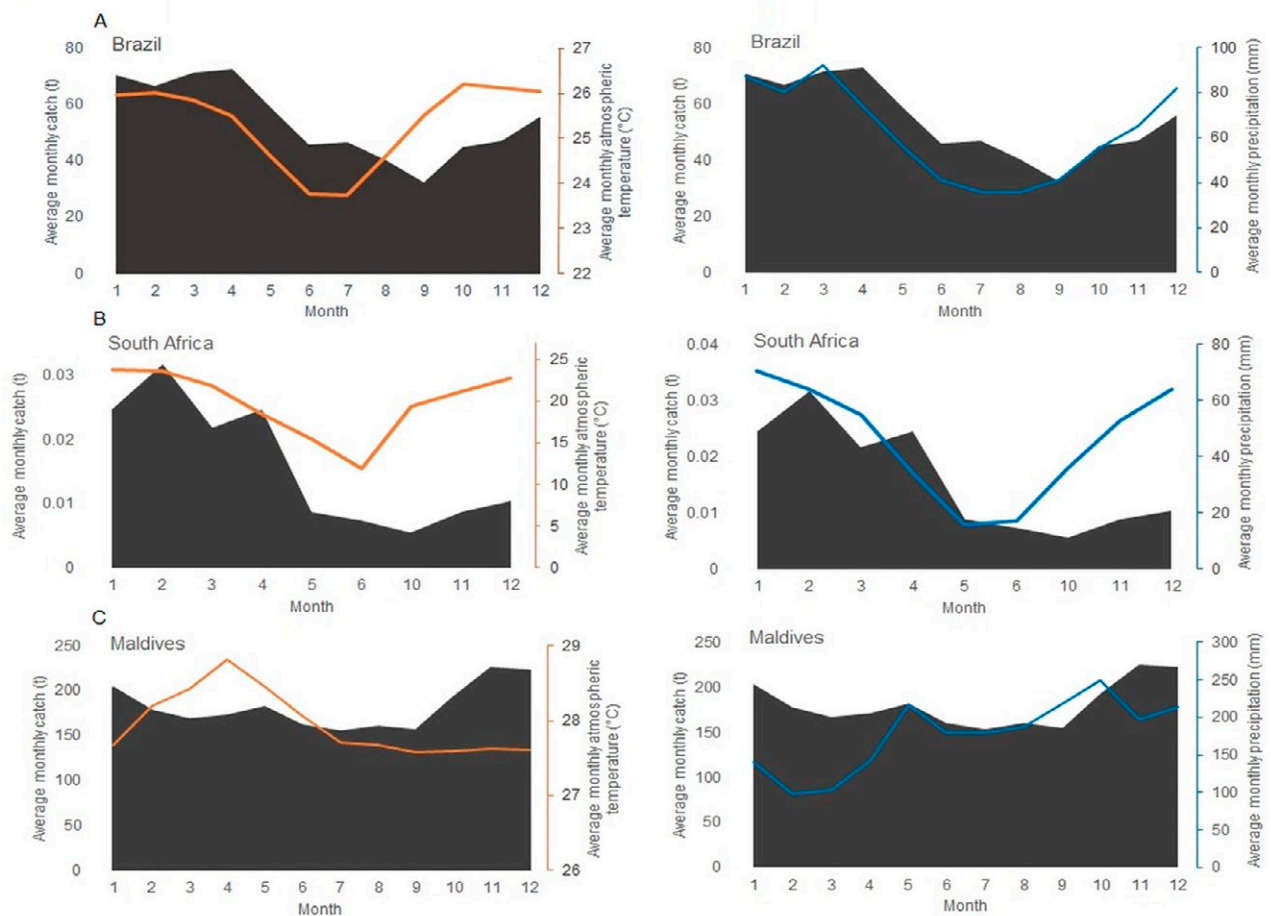 A
Brazil
Average monthly catch (t)
80
60
40
20
0
1 2 3 4 5 6 7 8 9 10 11 12
Month
27
26
25
24
23
22
Average monthly atmospheric
temperature (°C)
Brazil
Average monthly catch (t)
80
60
40
20
0
1 2 3 4 5 6 7 8 9 10 11 12
Month
100
80
60
40
20
0
Average monthly precipitation (mm)
B
South Africa
Average monthly catch (t)
0.03
0.02
0.01
0
1 2 3 4 5 6 10 11 12
Month
25
20
15
10
5
0
Average monthly atmospheric
temperature (°C)
South Africa
Average monthly catch (t)
0.04
0.03
0.02
0.01
0
1 2 3 4 5 6 10 11 12
Month
80
60
40
20
0
Average monthly precipitation (mm)
C
Maldives
Average monthly catch (t)
250
200
150
100
50
0
1 2 3 4 5 6 7 8 9 10 11 12
Month
29
28
27
26
Average monthly atmospheric
temperature (°C)
Maldives
Average monthly catch (t)
250
200
150
100
50
0
1 2 3 4 5 6 7 8 9 10 11 12
Month
300
250
200
150
100
50
0
Average monthly precipitation (mm)